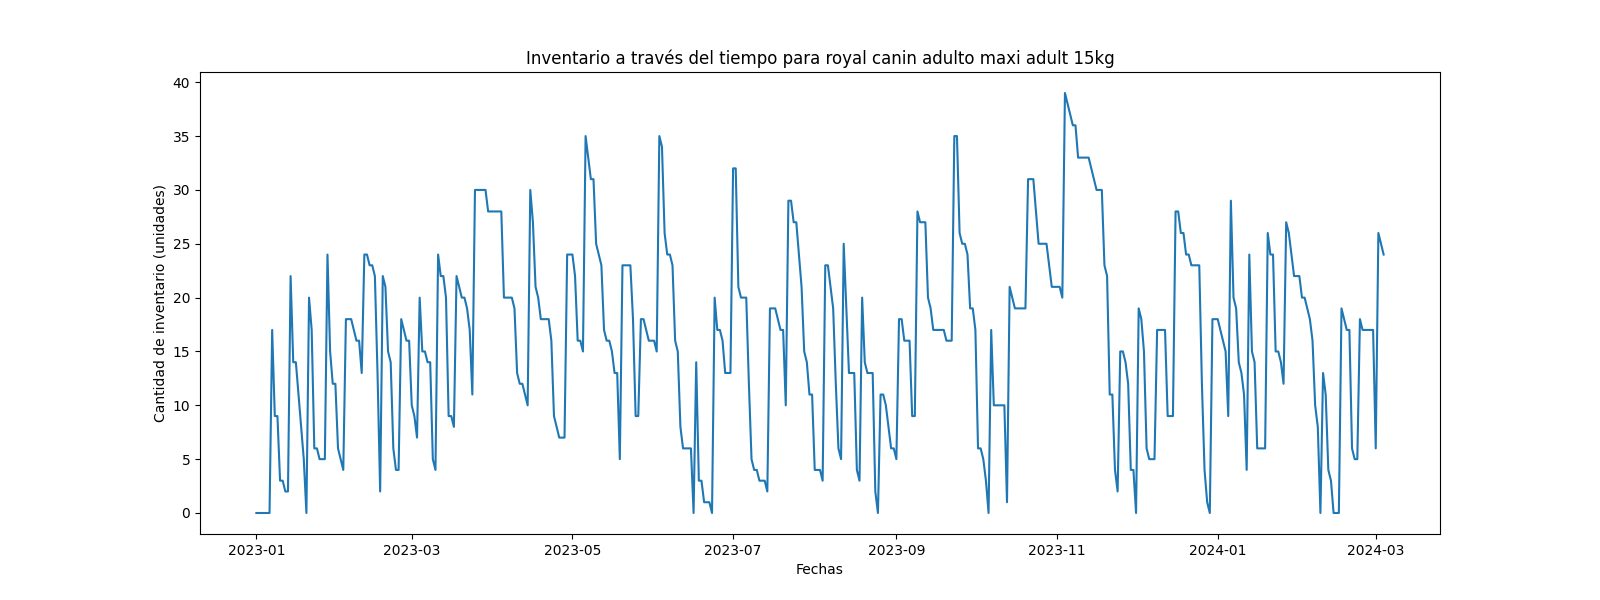 Inventario a través del tiempo para royal canin adulto maxi adult 15kg
Cantidad de inventario (unidades)
40
35
30
25
20
15
10
5
0
2023-01 2023-03 2023-05 2023-07 2023-09 2023-11 2024-01 2024-03
Fechas